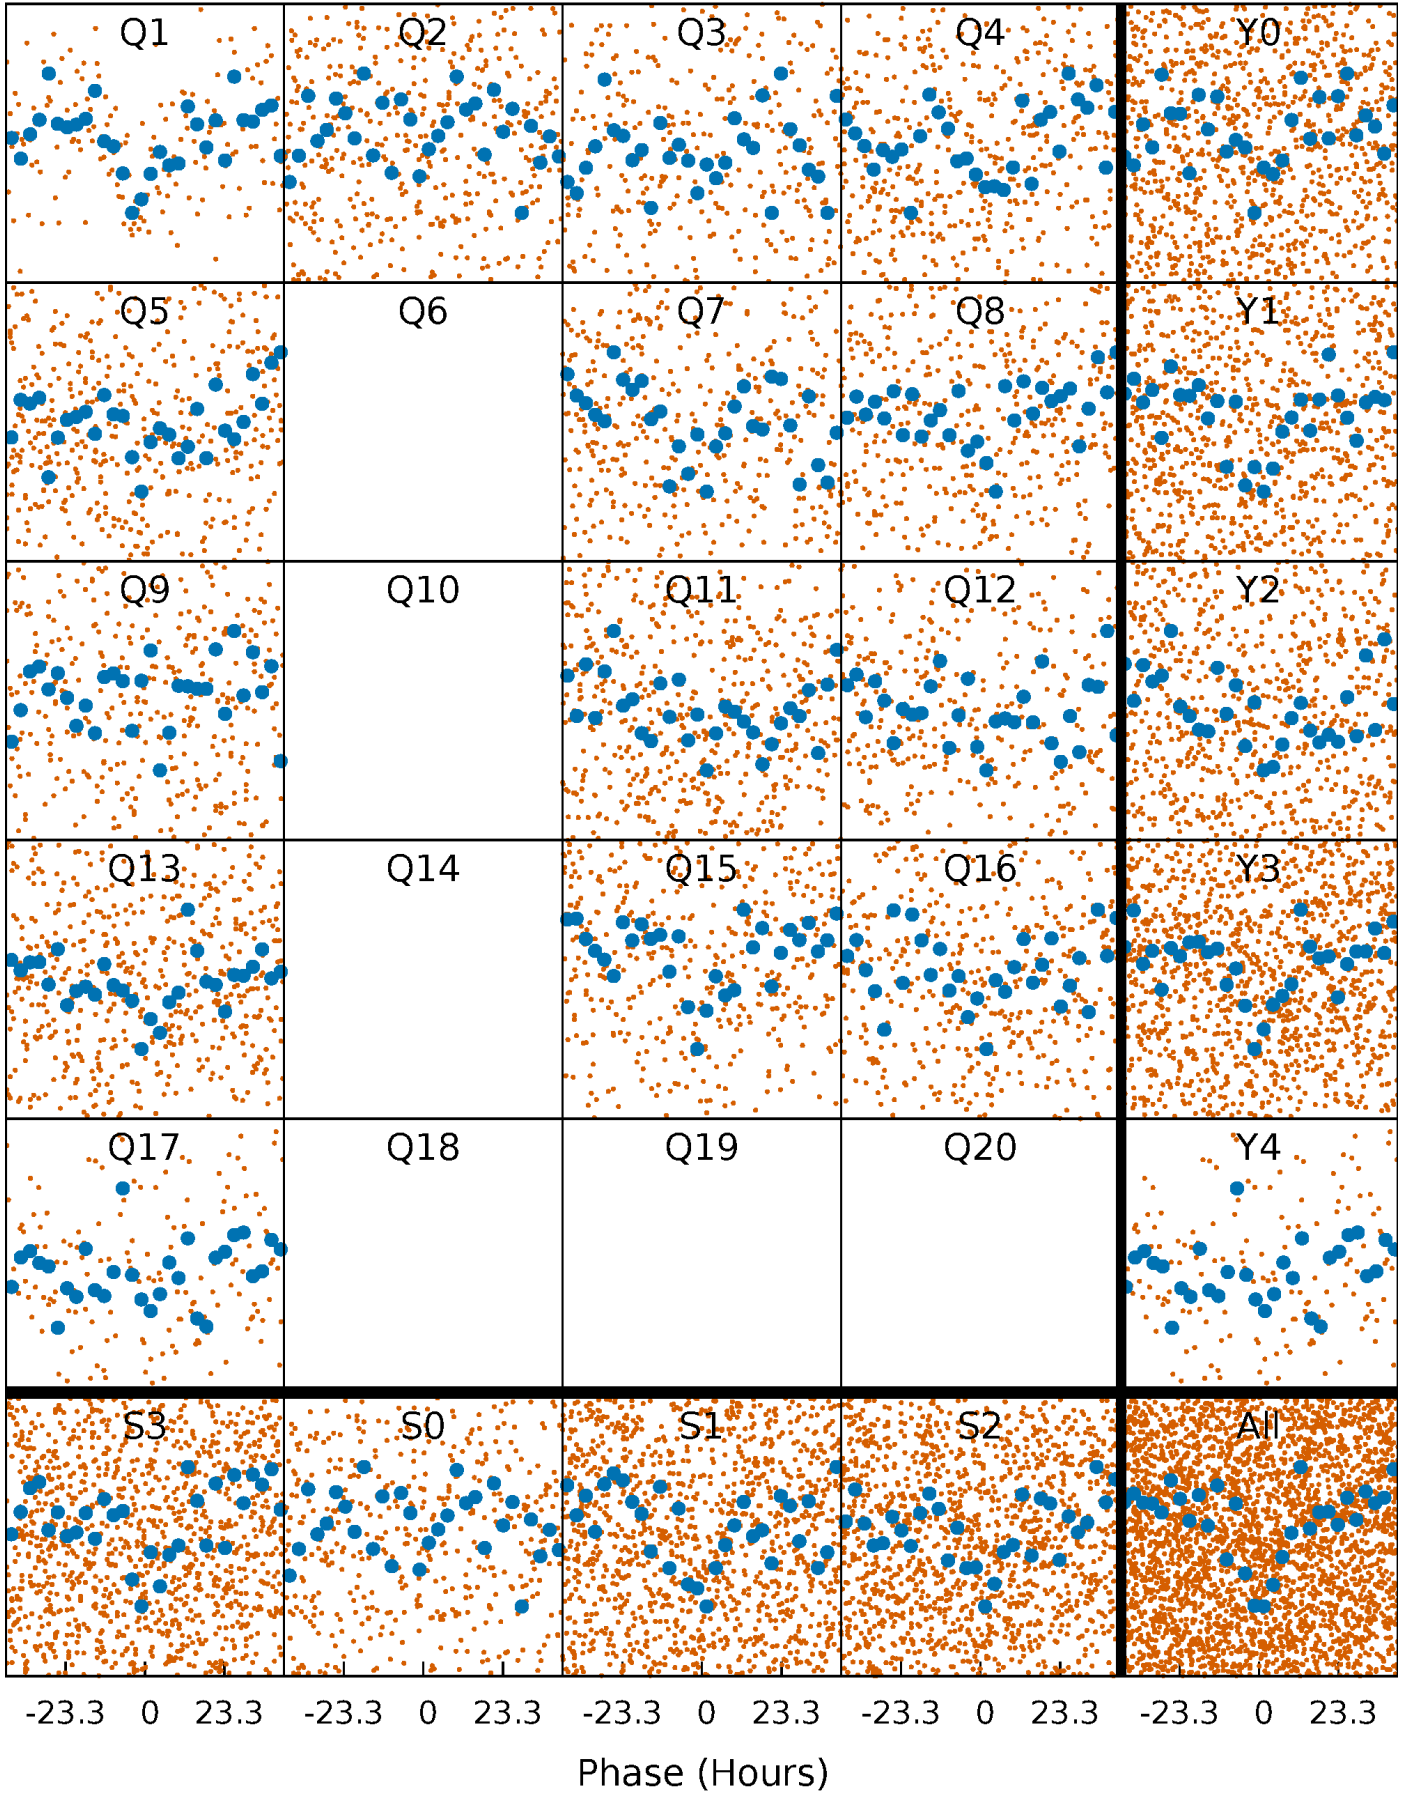 Q1 Q2 Q3 Q4 Y0
Q5 Q6 Q7 Q8 Y1
Q9 Q10 Q11 Q12 Y2
Q13 Q14 Q15 Q16 Y3
Q17 Q18 Q19 Q20 Y4
S3 S0 S1 S2 All
-23.3 0 23.3 -23.3 0 23.3 -23.3 0 23.3 -23.3 0 23.3 -23.3 0 23.3
Phase (Hours)